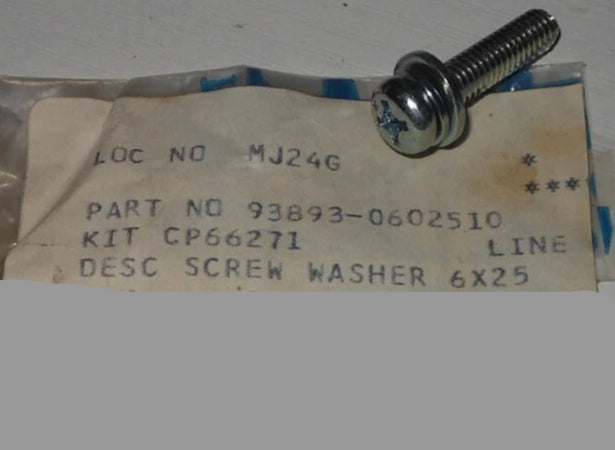 LOC NO MJ24G
*
****
PART NO 93893-0602510
KIT CP66271 LINE
DESC SCREW WASHER 6X25